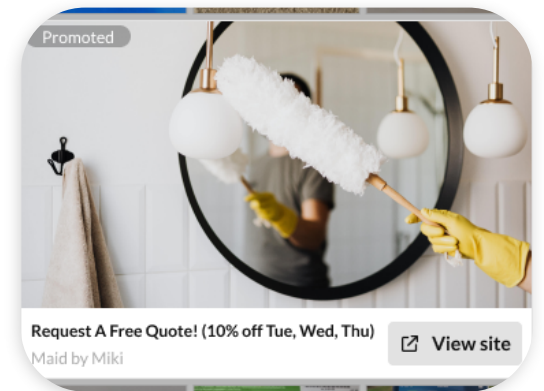 Promoted
Request A Free Quote! (10% off Tue, Wed, Thu)
Maid by Miki
View site